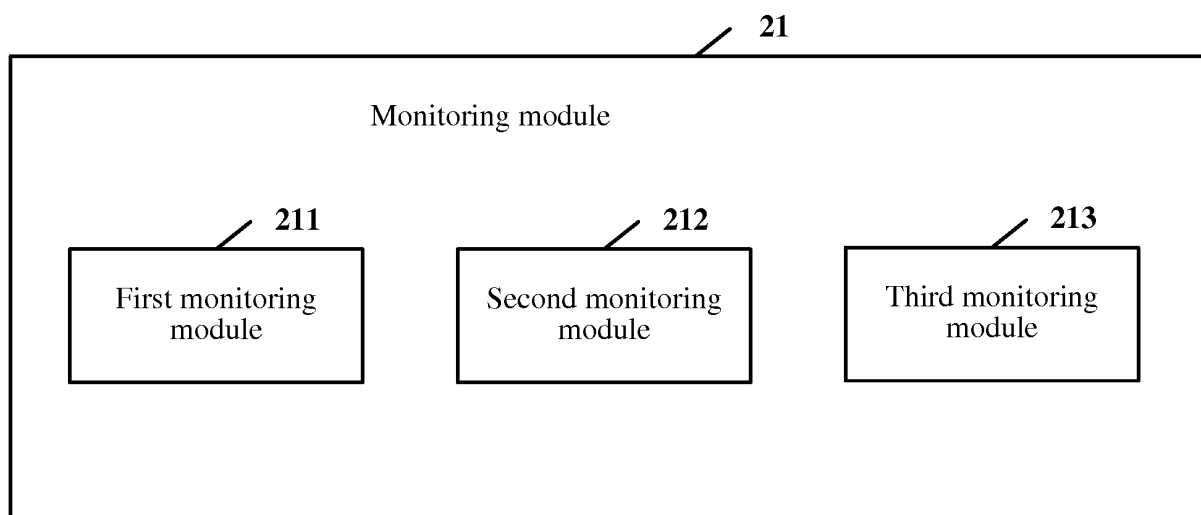 21
Monitoring module
211
212
213
First monitoring
module
Second monitoring
module
Third monitoring
module